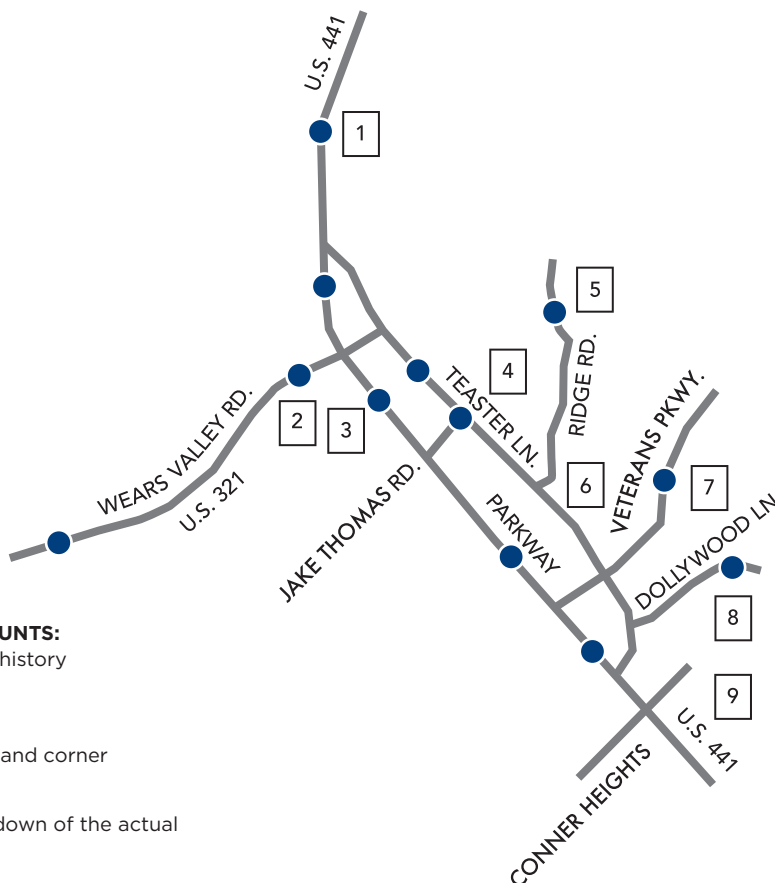 U.S. 441
1
5
4
TEASTER LN.
RIDGE RD.
VETERANS PKWY.
2
3
WEARS VALLEY RD.
U.S. 321
6
7
JAKE THOMAS RD.
PARKWAY
DOLLYWOOD LN
8
UNTS:
history
9
U.S. 441
and corner
CONNER HEIGHTS
down of the actual